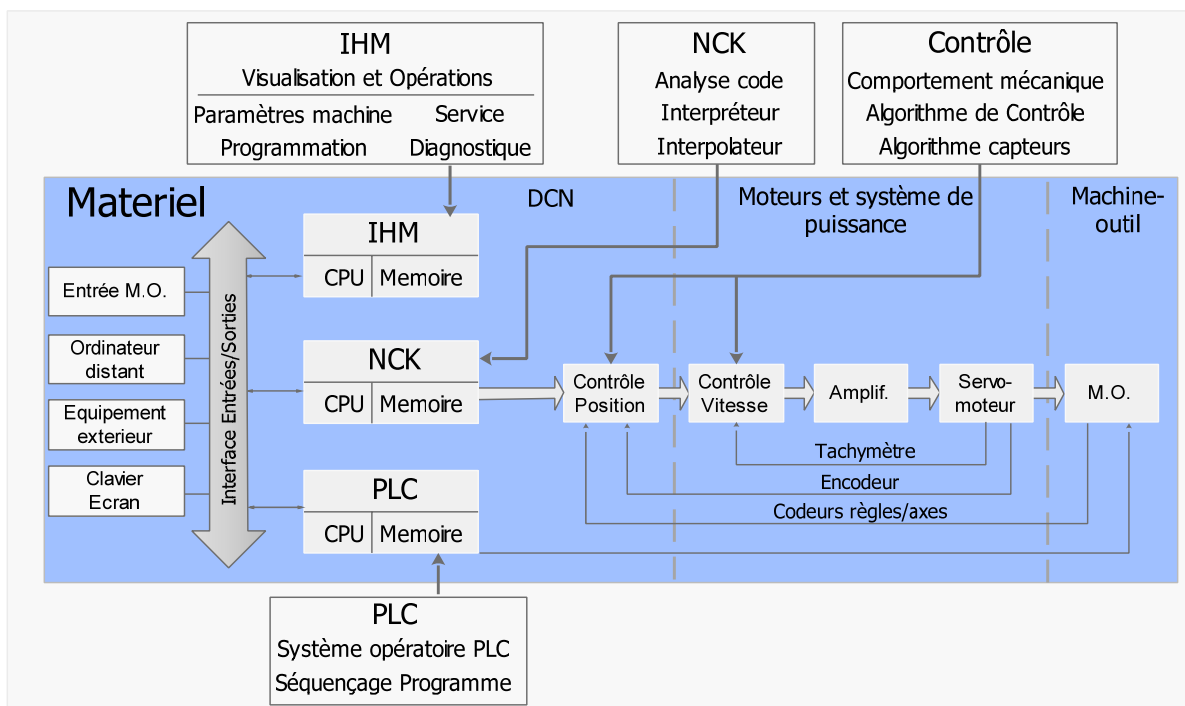 IHM
Visualisation et Opérations
Paramètres machine
Service
Programmation
Diagnostique
NCK
Analyse code
Interpréteur
Interpolateur
Contrôle
Comportement mécanique
Algorithme de Contrôle
Algorithme capteurs
Materiel
DCN
Moteurs et système de
puissance
Machine-
outil
Entrée M.O.
Ordinateur
distant
Equipement
exterieur
Clavier
Ecran
Interface Entrées/Sorties
IHM
CPU
Memoire
NCK
CPU
Memoire
PLC
CPU
Memoire
Contrôle
Position
Contrôle
Vitesse
Amplif.
Servo-
moteur
M.O.
Tachymètre
Encodeur
Codeurs règles/axes
PLC
Système opératoire PLC
Séquençage Programme